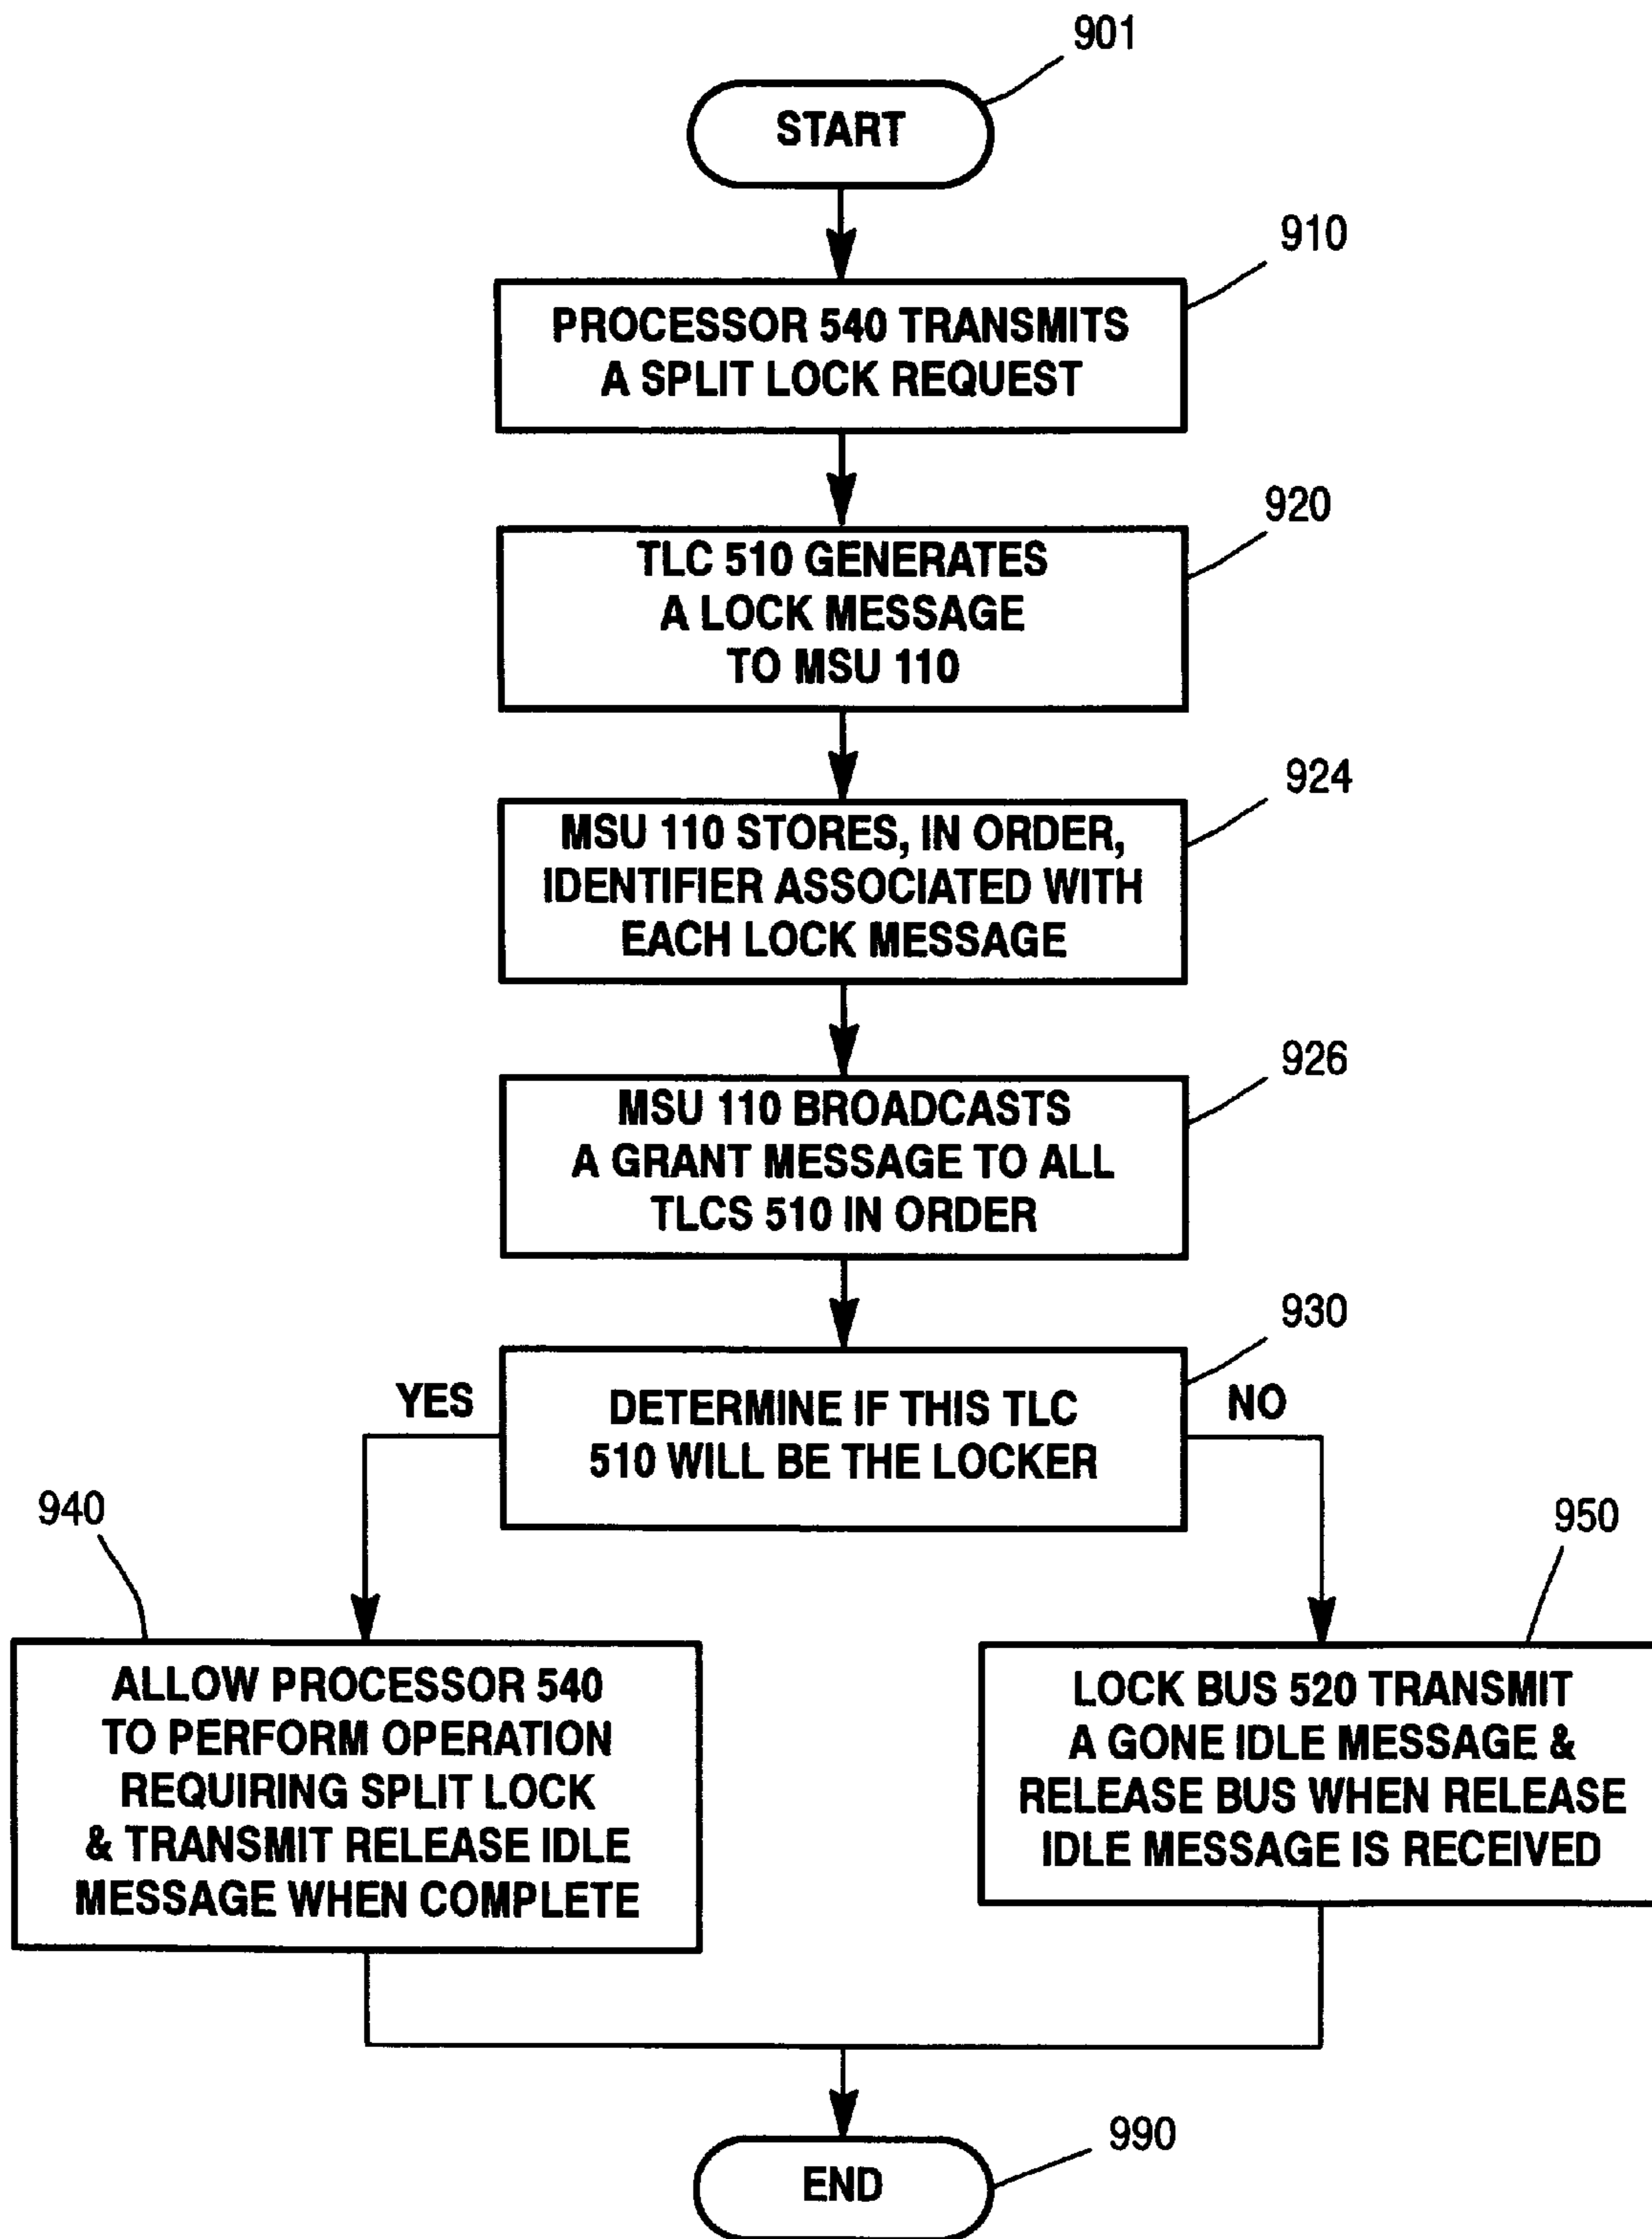 901
START
910
PROCESSOR 540 TRANSMITS
A SPLIT LOCK REQUEST
920
TLC 510 GENERATES
A LOCK MESSAGE
TO MSU 110
924
MSU 110 STORES, IN ORDER,
IDENTIFIER ASSOCIATED WITH
EACH LOCK MESSAGE
926
MSU 110 BROADCASTS
A GRANT MESSAGE TO ALL
TLCS 510 IN ORDER
930
YES
DETERMINE IF THIS TLC
510 WILL BE THE LOCKER
NO
940
ALLOW PROCESSOR 540
TO PERFORM OPERATION
REQUIRING SPLIT LOCK
& TRANSMIT RELEASE IDLE
MESSAGE WHEN COMPLETE
950
LOCK BUS 520 TRANSMIT
A GONE IDLE MESSAGE &
RELEASE BUS WHEN RELEASE
IDLE MESSAGE IS RECEIVED
990
END